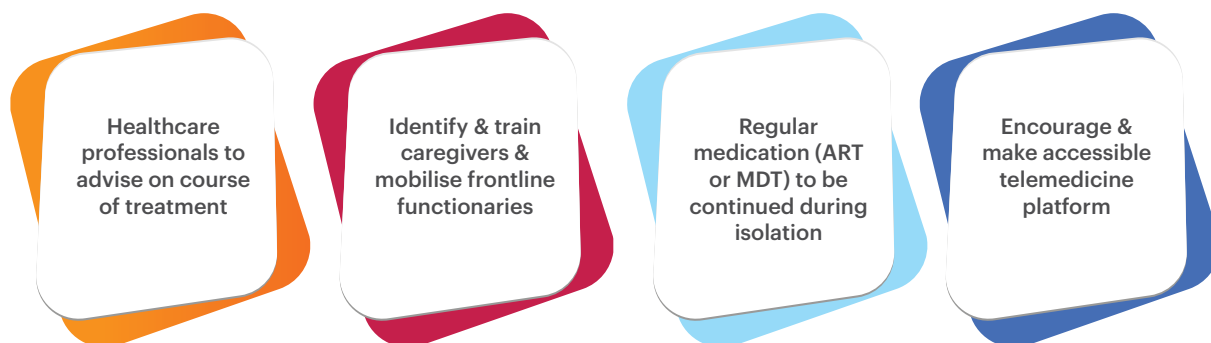 Healthcare
professionals to
advise on course
of treatment
Identify & train
caregivers &
mobilise frontline
functionaries
Regular
medication (ART
or MDT) to be
continued during
isolation
Encourage &
make accessible
telemedicine
platform